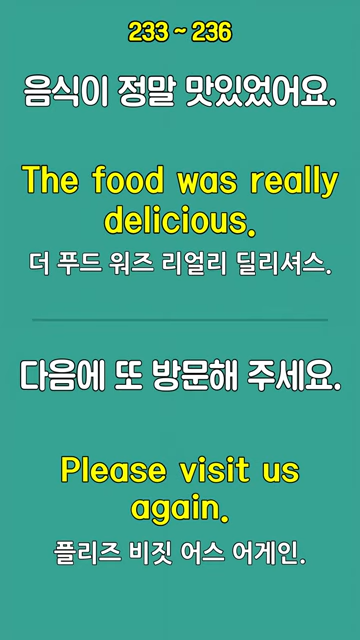 233 ~ 236
음식이 정말 맛있었어요.
The food was really
delicious.
더 푸드 워즈 리얼리 딜리셔스.
다음에 또 방문해 주세요.
Please visit us
again.
플리즈 비짓 어스 어게인.